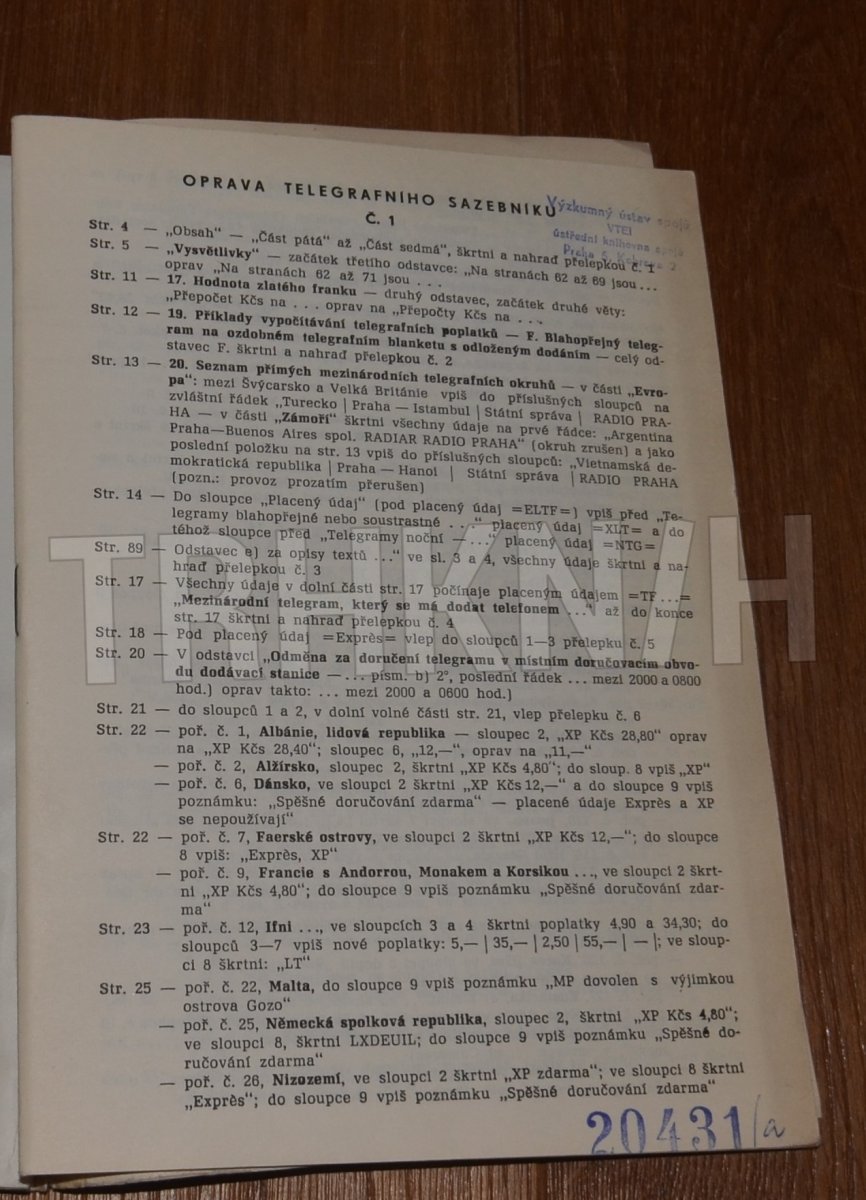 OPRAVA TELEGRAFNÍHO SAZEBNÍKU
Č. 1
Výzkumný ústav spojů
VTEI
ústřední knihovna spojů
Praha
Str. 4 — „Obsah“ — „Část pátá“ až „Část sedmá“, škrtni a nahraď přelepkou č. 1
Str. 5 — „Vysvětlivky“ — začátek třetího odstavce: „Na stranách 62 až 69 jsou ...
oprav „Na stranách 62 až 71 jsou . . .
Str. 11 — 17. Hodnota zlatého franku — druhý odstavec, začátek druhé věty:
„Přepočet Kčs na . . . oprav na „Přepočty Kčs na . . .
Str. 12 — 19. Příklady vypočítávání telegrafních poplatků — F. Blahopřejný teleg-
ram na ozdobném telegrafním blanketu s odloženým dodáním — celý od-
stavec F. škrtni a nahraď přelepkou č. 2
Str. 13 — 20. Seznam přímých mezinárodních telegrafních okruhů — v části „Evro-
pa“: mezi Švýcarsko a Velká Británie vpiš do příslušných sloupců na
zvláštní řádek „Turecko | Praha — Istambul | Státní správa | RADIO PRA-
HA — v části „Zámoří“ škrtni všechny údaje na prvé řádce: „Argentina
Praha—Buenos Aires spol. RADIAR RADIO PRAHA“ (okruh zrušen) a jako
poslední položku na str. 13 vpiš do příslušných sloupců: „Vietnamská de-
mokratická republika | Praha — Hanoi | Státní správa | RADIO PRAHA
(pozn.: provoz prozatím přerušen)
Str. 14 — Do sloupce „Placený údaj“ (pod placený údaj =ELTF=) vpiš před „Te-
legramy blahopřejné nebo soustrastné . . .“ placený údaj =XLT= a do
téhož sloupce před „Telegramy noční — ...“ placený údaj =NTG=
Str. 89 — Odstavec e) za opisy textů ...“ ve sl. 3 a 4, všechny údaje škrtni a na-
hraď přelepkou č. 3
Str. 17 — Všechny údaje v dolní části str. 17 počínaje placeným údajem =TF ...=
„Mezinárodní telegram, který se má dodat telefonem ...“ až do konce
str. 17 škrtni a nahraď přelepkou č. 4
Str. 18 — Pod placený údaj =Exprès= vlep do sloupců 1—3 přelepku č. 5
Str. 20 — V odstavci „Odměna za doručení telegramu v místním doručovacím obvo-
du dodávací stanice — ... písm. b) 2°, poslední řádek ... mezi 2000 a 0800
hod.) oprav takto: ... mezi 2000 a 0600 hod.)
Str. 21 — do sloupců 1 a 2, v dolní volné části str. 21, vlep přelepku č. 6
Str. 22 — poř. č. 1, Albánie, lidová republika — sloupec 2, „XP Kčs 28,80“ oprav
na „XP Kčs 28,40“; sloupec 6, „12,—“, oprav na „11,—“
— poř. č. 2, Alžírsko, sloupec 2, škrtni „XP Kčs 4,80“; do sloup. 8 vpiš „XP“
— poř. č. 6, Dánsko, ve sloupci 2 škrtni „XP Kčs 12,—“ a do sloupce 9 vpiš
poznámku: „Spěšné doručování zdarma“ — placené údaje Exprès a XP
se nepoužívají“
Str. 22 — poř. č. 7, Faerské ostrovy, ve sloupci 2 škrtni „XP Kčs 12,—“; do sloupce
8 vpiš: „Exprès, XP“
— poř. č. 9, Francie s Andorrou, Monakem a Korsikou ..., ve sloupci 2 škrt-
ni „XP Kčs 4,80“; do sloupce 9 vpiš poznámku „Spěšné doručování zdar-
ma“
Str. 23 — poř. č. 12, Ifni ..., ve sloupcích 3 a 4 škrtni poplatky 4,90 a 34,30; do
sloupců 3—7 vpiš nové poplatky: 5,— | 35,— | 2,50 | 55,— | — |; ve sloup-
ci 8 škrtni: „LT“
Str. 25 — poř. č. 22, Malta, do sloupce 9 vpiš poznámku „MP dovolen s výjimkou
ostrova Gozo“
— poř. č. 25, Německá spolková republika, sloupec 2, škrtni „XP Kčs 4,80“;
ve sloupci 8, škrtni LXDEUIL; do sloupce 9 vpiš poznámku „Spěšné do-
ručování zdarma“
— poř. č. 26, Nizozemí, ve sloupci 2 škrtni „XP zdarma“; ve sloupci 8 škrtni
„Exprès“; do sloupce 9 vpiš poznámku „Spěšné doručování zdarma“
20431/a